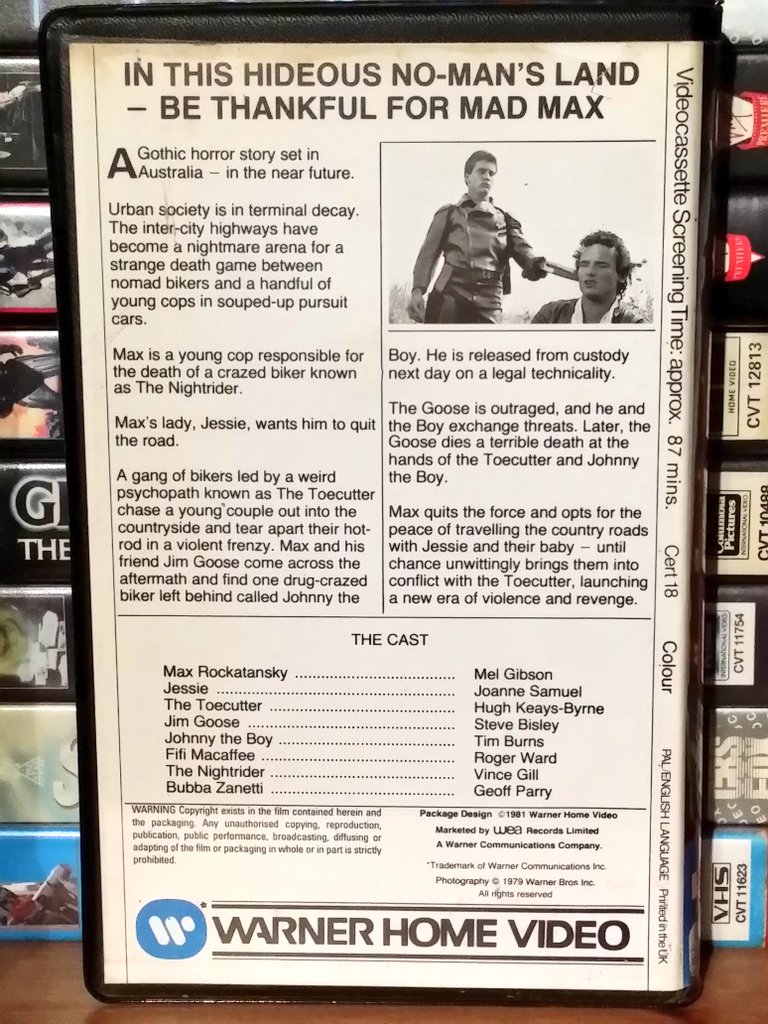 IN THIS HIDEOUS NO-MAN'S LAND
– BE THANKFUL FOR MAD MAX
A Gothic horror story set in
Australia – in the near future.
Urban society is in terminal decay.
The inter-city highways have
become a nightmare arena for a
strange death game between
nomad bikers and a handful of
young cops in souped-up pursuit
cars.
Max is a young cop responsible for
the death of a crazed biker known
as The Nightrider.
Max's lady, Jessie, wants him to quit
the road.
A gang of bikers led by a weird
psychopath known as The Toecutter
chase a young couple out into the
countryside and tear apart their hot-
rod in a violent frenzy. Max and his
friend Jim Goose come across the
aftermath and find one drug-crazed
biker left behind called Johnny the
Boy. He is released from custody
next day on a legal technicality.
The Goose is outraged, and he and
the Boy exchange threats. Later, the
Goose dies a terrible death at the
hands of the Toecutter and Johnny
the Boy.
Max quits the force and opts for the
peace of travelling the country roads
with Jessie and their baby – until
chance unwittingly brings them into
conflict with the Toecutter, launching
a new era of violence and revenge.
THE CAST
Max Rockatansky ........ Mel Gibson
Jessie ........ Joanne Samuel
The Toecutter ........ Hugh Keays-Byrne
Jim Goose ........ Steve Bisley
Johnny the Boy ........ Tim Burns
Fifi Macaffee ........ Roger Ward
The Nightrider ........ Vince Gill
Bubba Zanetti ........ Geoff Parry
WARNING Copyright exists in the film contained herein and
the packaging. Any unauthorised copying, reproduction,
publication, public performance, broadcasting, diffusing or
adapting of the film or packaging in whole or in part is strictly
prohibited.
Package Design ©1981 Warner Home Video
Marketed by wea Records Limited
A Warner Communications Company.
*Trademark of Warner Communications Inc.
Photography © 1979 Warner Bros Inc.
All rights reserved
WARNER HOME VIDEO
Videocassette Screening Time: approx. 87 mins. Cert 18 Colour PAL/ENGLISH LANGUAGE Printed in the UK
THE
PREMIERE
HOME VIDEO
CVT 12813
Columbia
Pictures
INTERNATIONAL VIDEO
CVT 10488
INTERNATIONAL VIDEO
CVT 11754
VHS
CVT 11623